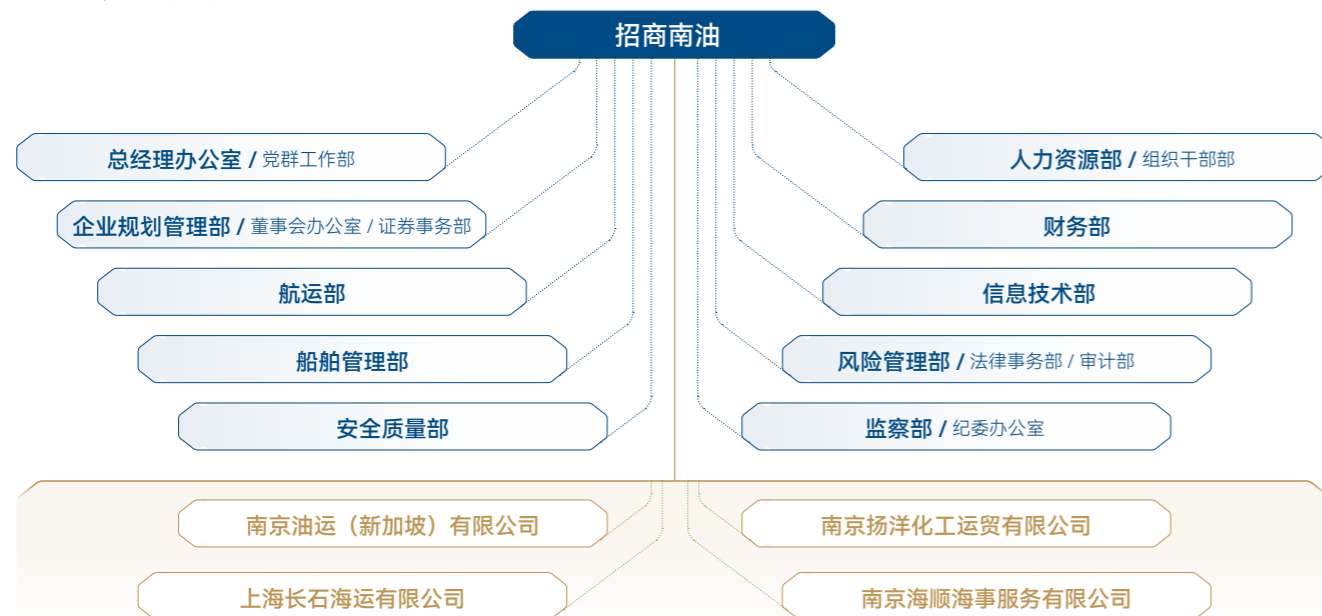 招商南油
总经理办公室 / 党群工作部
人力资源部 / 组织干部部
企业规划管理部 / 董事会办公室 / 证券事务部
财务部
航运部
信息技术部
船舶管理部
风险管理部 / 法律事务部 / 审计部
安全质量部
监察部 / 纪委办公室
南京油运（新加坡）有限公司
南京扬洋化工运贸有限公司
上海长石海运有限公司
南京海顺海事服务有限公司